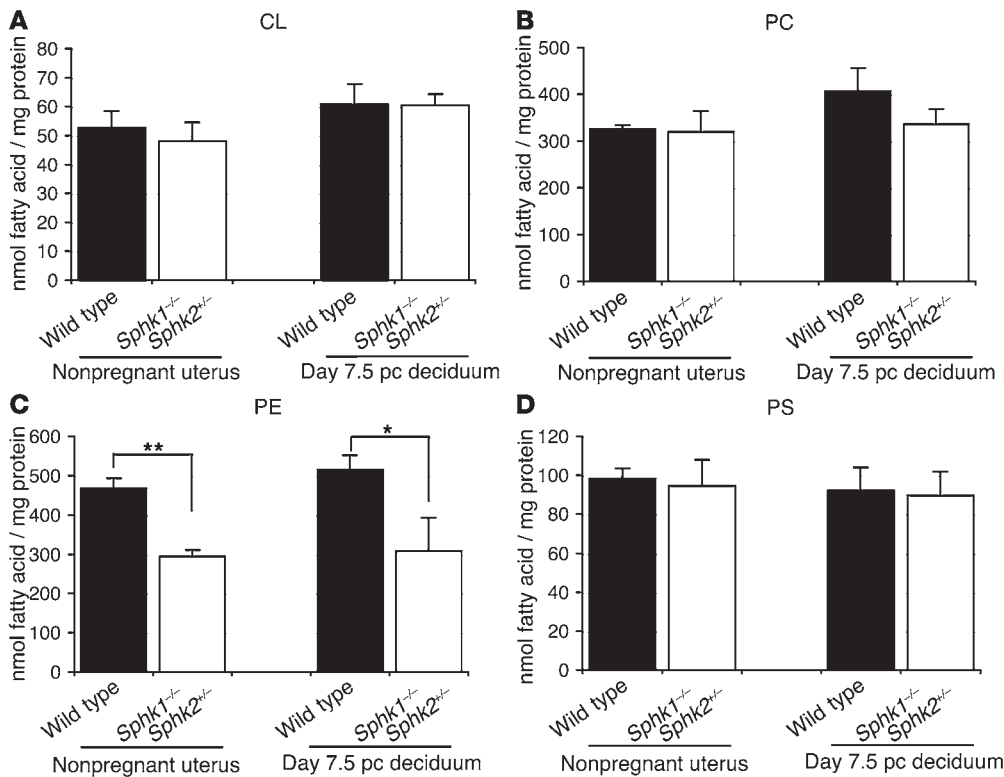 A
CL
nmol fatty acid / mg protein
80
70
60
50
40
30
20
10
0
Wild type
Sphk1–/–
Sphk2+/–
Wild type
Sphk1–/–
Sphk2+/–
Nonpregnant uterus
Day 7.5 pc deciduum
B
PC
nmol fatty acid / mg protein
500
400
300
200
100
0
Wild type
Sphk1–/–
Sphk2+/–
Wild type
Sphk1–/–
Sphk2+/–
Nonpregnant uterus
Day 7.5 pc deciduum
C
PE
nmol fatty acid / mg protein
600
500
400
300
200
100
0
**
*
Wild type
Sphk1–/–
Sphk2+/–
Wild type
Sphk1–/–
Sphk2+/–
Nonpregnant uterus
Day 7.5 pc deciduum
D
PS
nmol fatty acid / mg protein
120
100
80
60
40
20
0
Wild type
Sphk1–/–
Sphk2+/–
Wild type
Sphk1–/–
Sphk2+/–
Nonpregnant uterus
Day 7.5 pc deciduum